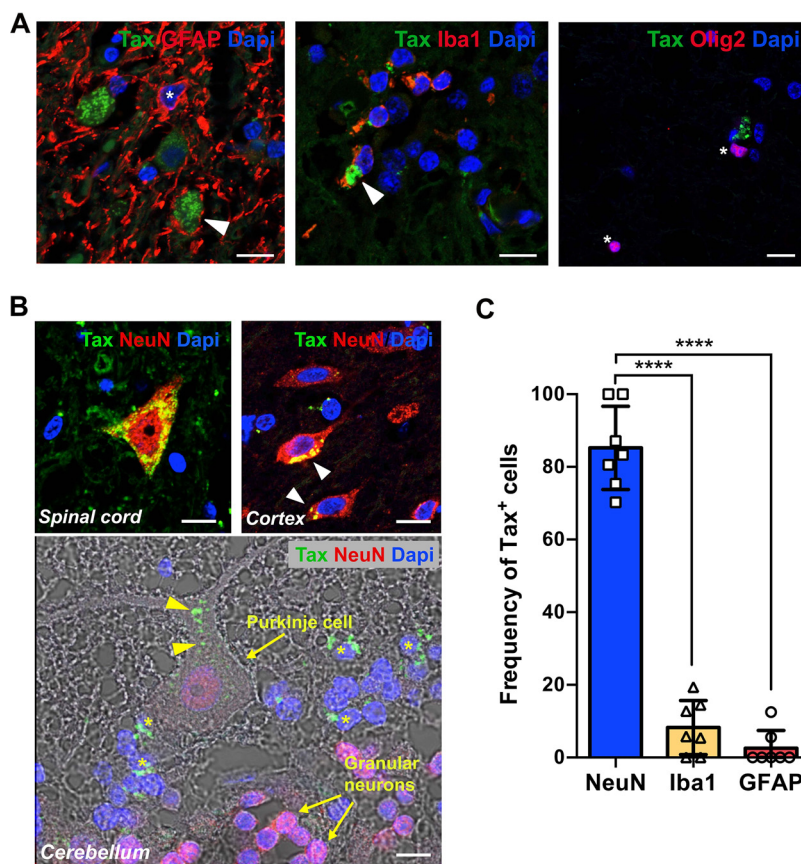 A
Tax GFAP Dapi
Tax Iba1 Dapi
Tax Olig2 Dapi
*
*
*
B
Tax NeuN Dapi
Spinal cord
Tax NeuN Dapi
Cortex
Tax NeuN Dapi
Purkinje cell
*
*
*
*
*
Granular
neurons
Cerebellum
C
****
****
Frequency of Tax⁺ cells
100
80
60
40
20
0
NeuN Iba1 GFAP